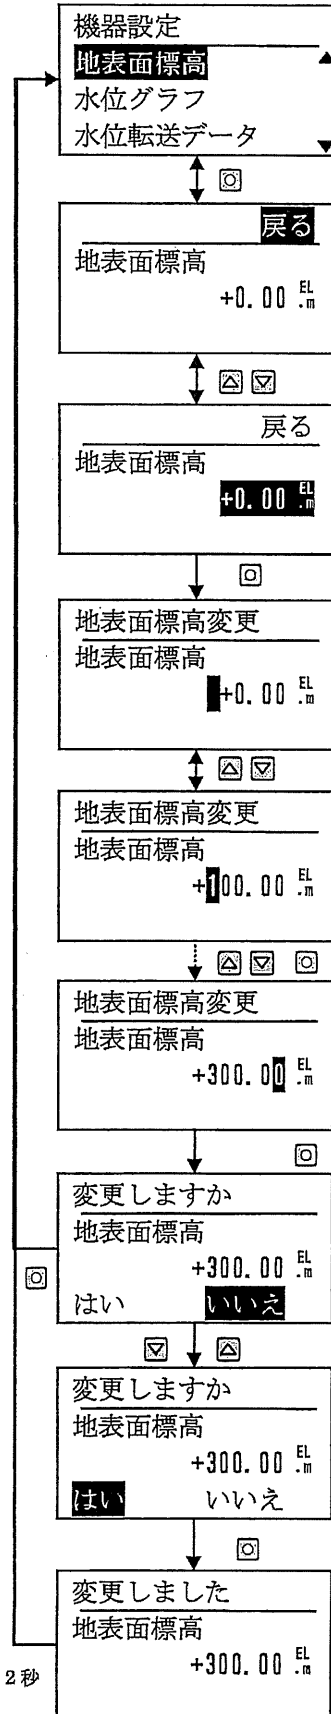 機器設定
地表面標高 ▲
水位グラフ
水位転送データ ▼
戻る
地表面標高
+0.00 EL.m
△ ▽
戻る
地表面標高
+0.00 EL.m
地表面標高変更
地表面標高
+0.00 EL.m
△ ▽
地表面標高変更
地表面標高
+100.00 EL.m
△ ▽ O
地表面標高変更
地表面標高
+300.00 EL.m
変更しますか
地表面標高
+300.00 EL.m
はい いいえ
▽ △
変更しますか
地表面標高
+300.00 EL.m
はい いいえ
変更しました
地表面標高
+300.00 EL.m
2秒